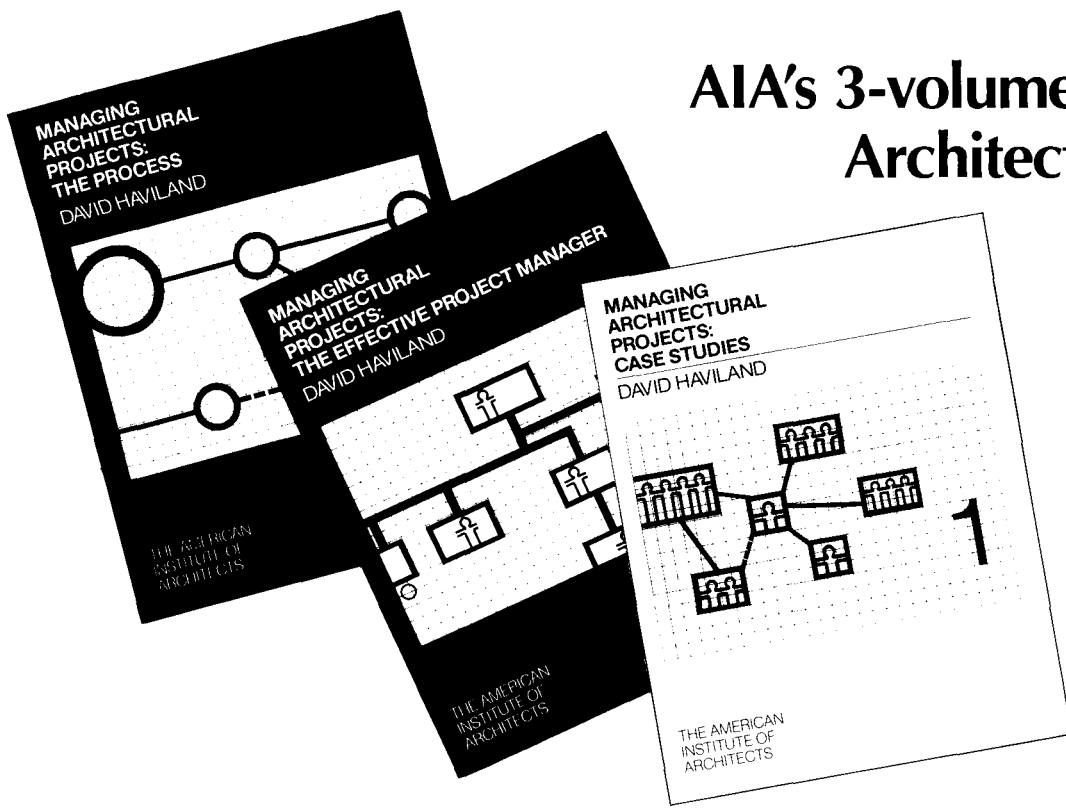 AIA's 3-volume
Architect
MANAGING
ARCHITECTURAL
PROJECTS:
THE PROCESS
DAVID HAVILAND
THE AMERICAN
INSTITUTE OF
ARCHITECTS
MANAGING
ARCHITECTURAL
PROJECTS:
THE EFFECTIVE PROJECT MANAGER
DAVID HAVILAND
THE AMERICAN
INSTITUTE OF
ARCHITECTS
MANAGING
ARCHITECTURAL
PROJECTS:
CASE STUDIES
DAVID HAVILAND
1
THE AMERICAN
INSTITUTE OF
ARCHITECTS